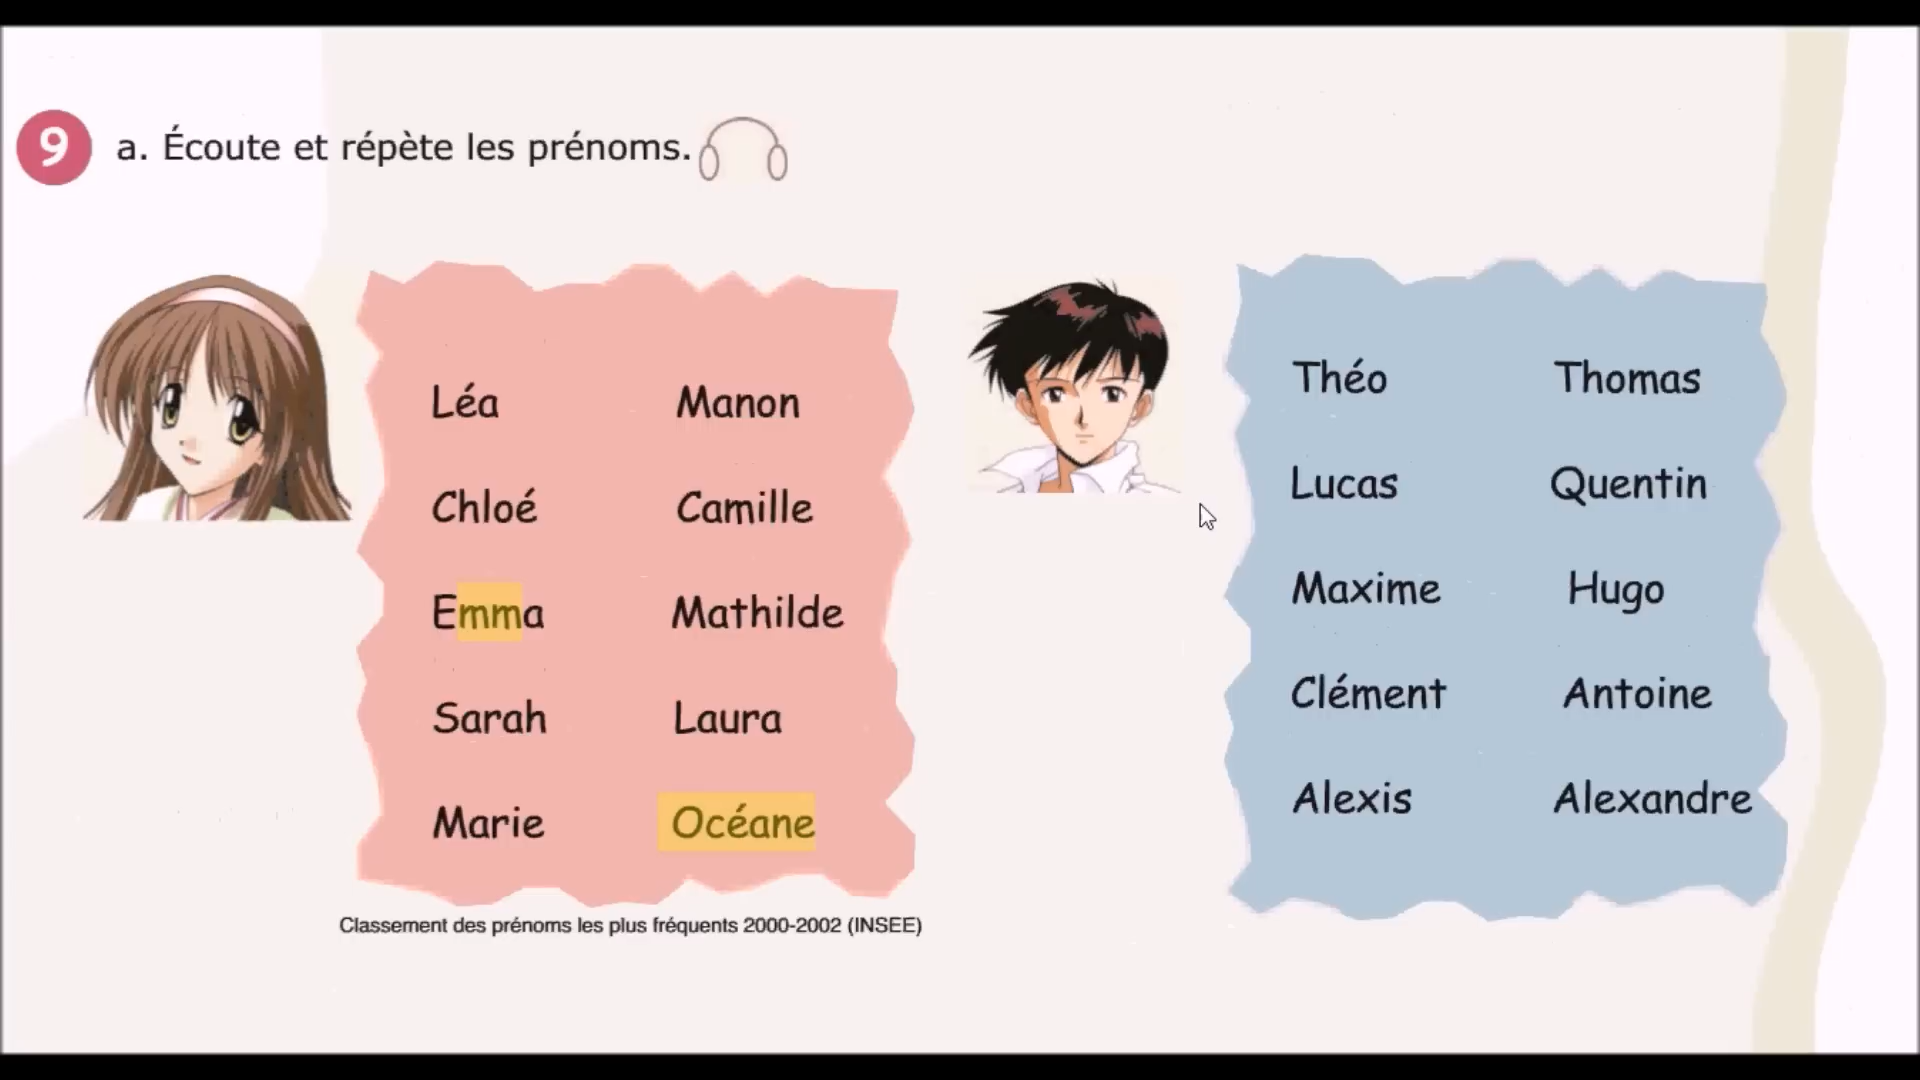 9 a. Écoute et répète les prénoms.
Léa Manon
Chloé Camille
Emma Mathilde
Sarah Laura
Marie Océane
Classement des prénoms les plus fréquents 2000-2002 (INSEE)
Théo Thomas
Lucas Quentin
Maxime Hugo
Clément Antoine
Alexis Alexandre